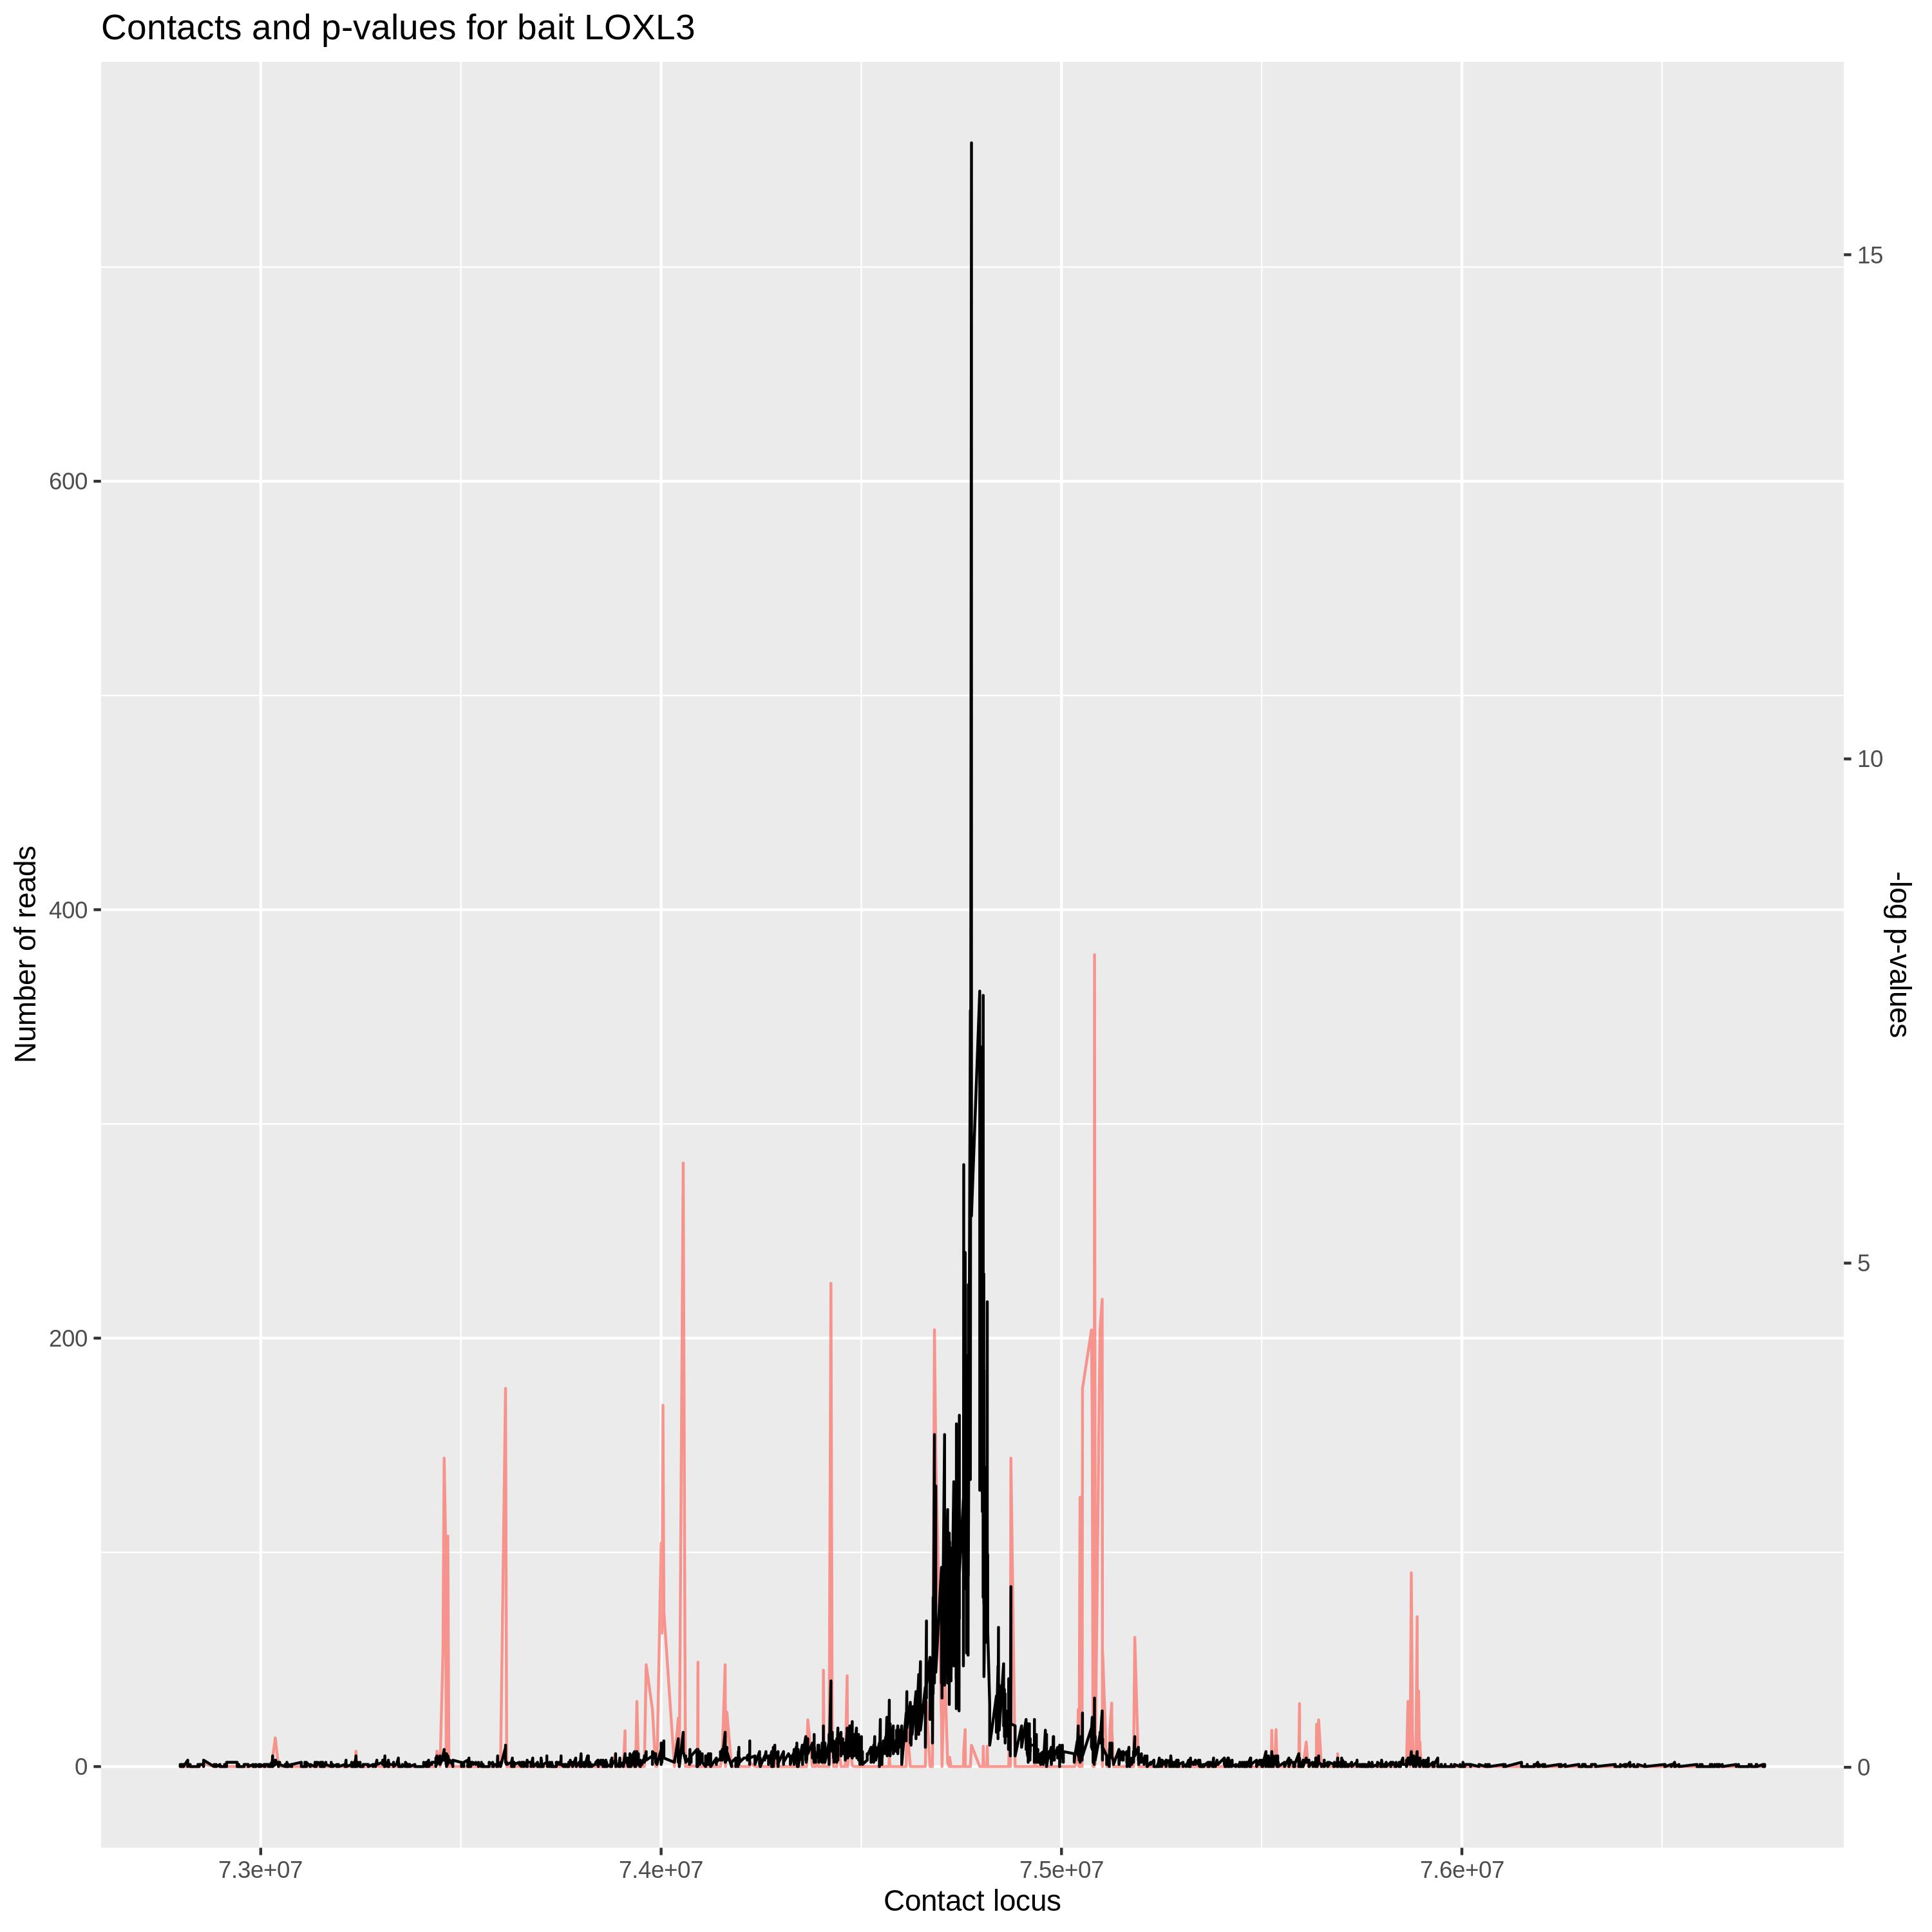 Contacts and p-values for bait LOXL3
Number of reads
600
400
200
0
15
10
5
0
-log p-values
7.3e+07 7.4e+07 7.5e+07 7.6e+07
Contact locus